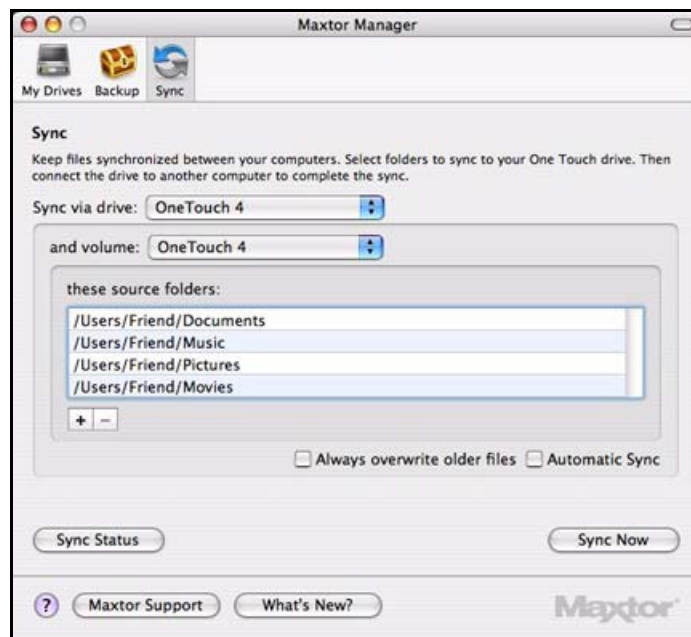 Maxtor Manager
My Drives Backup Sync
Sync
Keep files synchronized between your computers. Select folders to sync to your One Touch drive. Then
connect the drive to another computer to complete the sync.
Sync via drive: OneTouch 4
and volume: OneTouch 4
these source folders:
/Users/Friend/Documents
/Users/Friend/Music
/Users/Friend/Pictures
/Users/Friend/Movies
+ −
Always overwrite older files Automatic Sync
Sync Status Sync Now
? Maxtor Support What's New? Maxtor